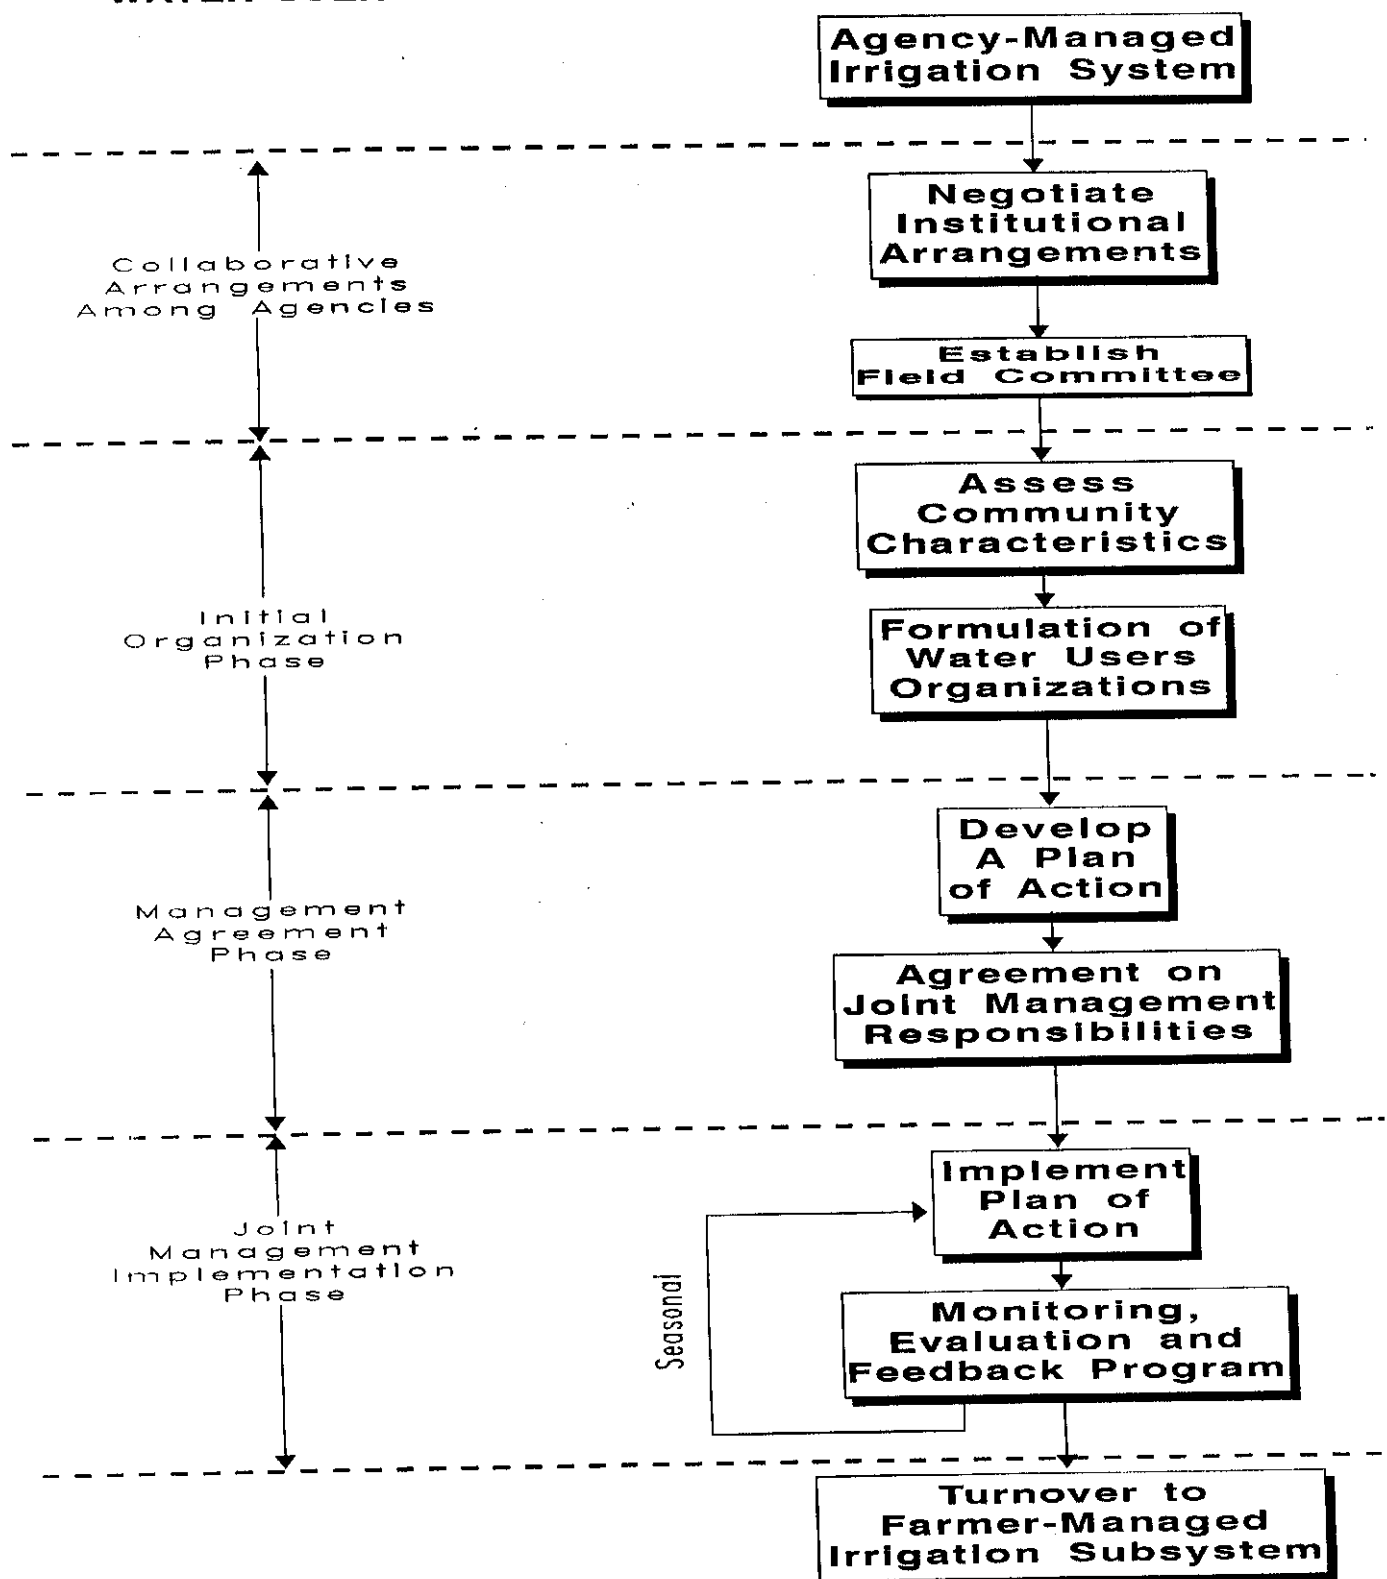 Agency-Managed
Irrigation System
Negotiate
Institutional
Arrangements
Collaborative
Arrangements
Among Agencies
Establish
Field Committee
Assess
Community
Characteristics
Initial
Organization
Phase
Formulation of
Water Users
Organizations
Develop
A Plan
of Action
Management
Agreement
Phase
Agreement on
Joint Management
Responsibilities
Implement
Plan of
Action
Joint
Management
Implementation
Phase
Seasonal
Monitoring,
Evaluation and
Feedback Program
Turnover to
Farmer-Managed
Irrigation Subsystem